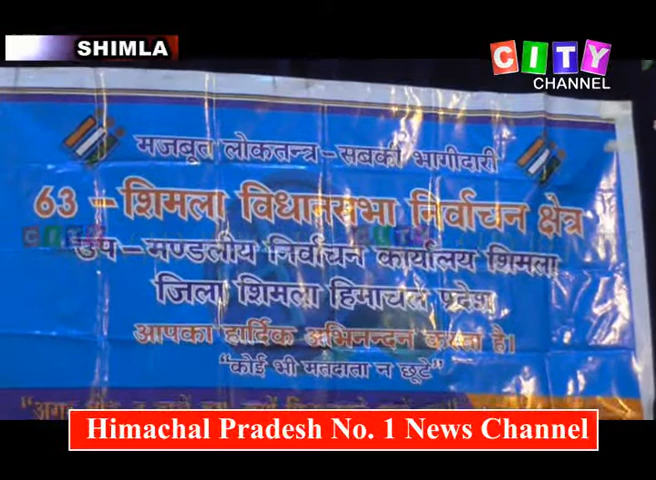 SHIMLA
CITY
CHANNEL
मजबूत लोकतन्त्र - सबकी भागीदारी
63 - शिमला विधानसभा निर्वाचन क्षेत्र
उप - मण्डलीय निर्वाचन कार्यालय शिमला
जिला शिमला हिमाचल प्रदेश
आपका हार्दिक अभिनन्दन करता है।
“कोई भी मतदाता न छूटे”
Himachal Pradesh No. 1 News Channel